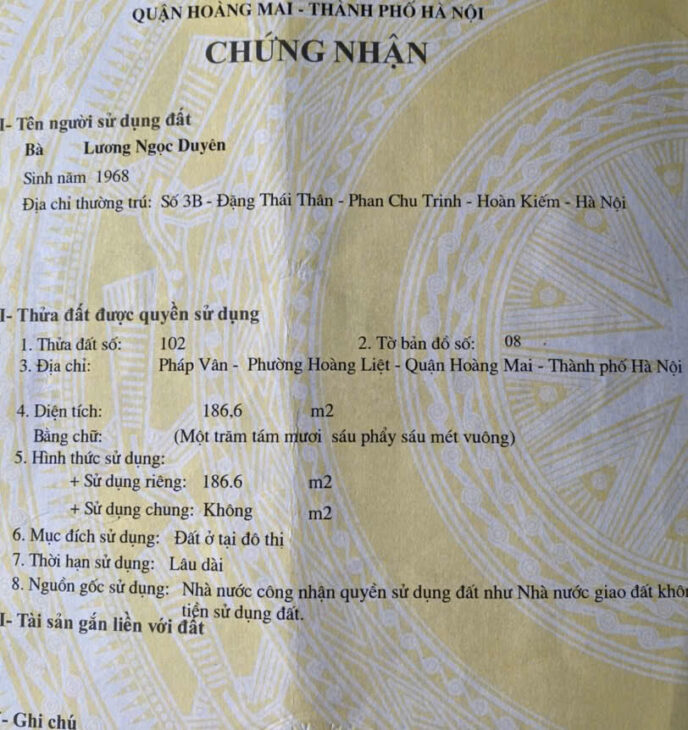 QUẬN HOÀNG MAI - THÀNH PHỐ HÀ NỘI
CHỨNG NHẬN
I- Tên người sử dụng đất
Bà Lương Ngọc Duyên
Sinh năm 1968
Địa chỉ thường trú: Số 3B - Đặng Thái Thân - Phan Chu Trinh - Hoàn Kiếm - Hà Nội
I- Thửa đất được quyền sử dụng
1. Thửa đất số: 102 2. Tờ bản đồ số: 08
3. Địa chỉ: Pháp Vân - Phường Hoàng Liệt - Quận Hoàng Mai - Thành phố Hà Nội
4. Diện tích: 186,6 m2
Bằng chữ: (Một trăm tám mươi sáu phẩy sáu mét vuông)
5. Hình thức sử dụng:
+ Sử dụng riêng: 186.6 m2
+ Sử dụng chung: Không m2
6. Mục đích sử dụng: Đất ở tại đô thị
7. Thời hạn sử dụng: Lâu dài
8. Nguồn gốc sử dụng: Nhà nước công nhận quyền sử dụng đất như Nhà nước giao đất khôn
tiền sử dụng đất.
I- Tài sản gắn liền với đất
- Ghi chú